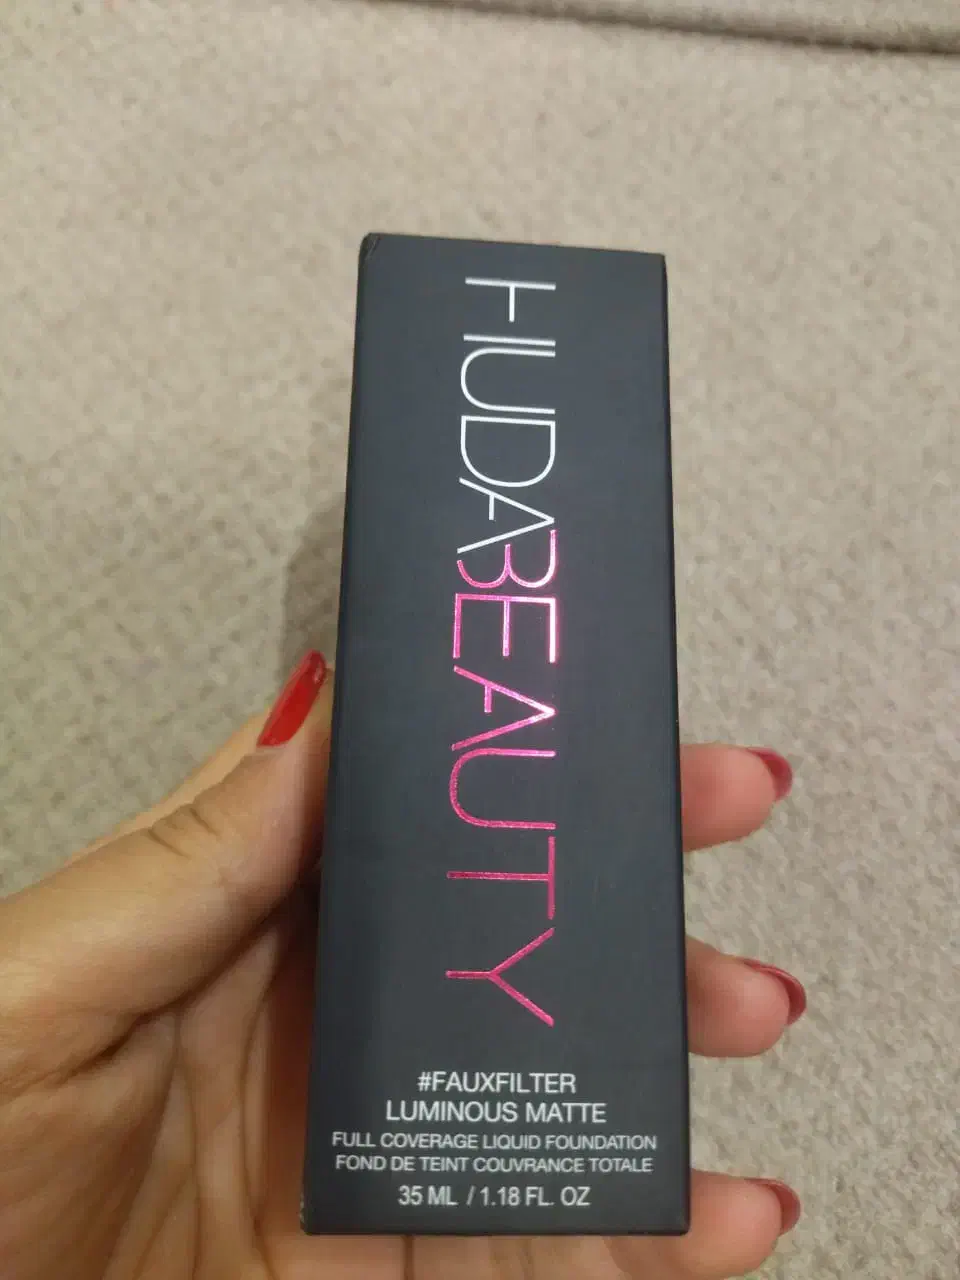 HUDABEAUTY
#FAUXFILTER
LUMINOUS MATTE
FULL COVERAGE LIQUID FOUNDATION
FOND DE TEINT COUVRANCE TOTALE
35 ML / 1.18 FL. OZ